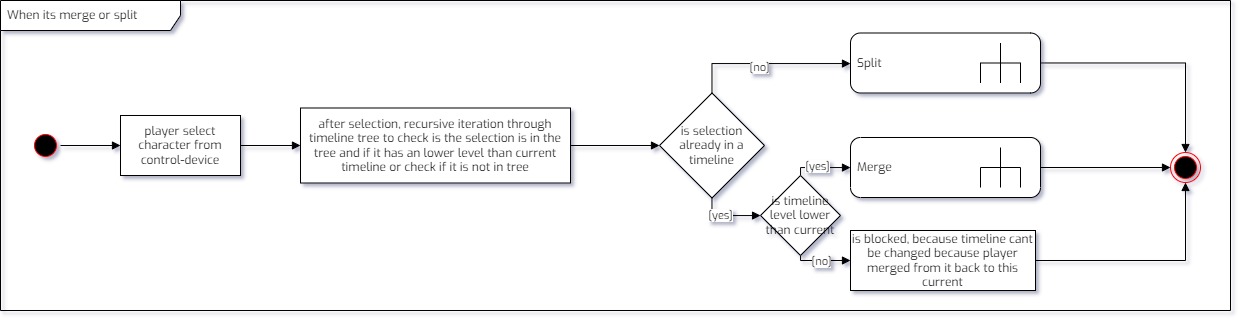 When its merge or split
player select
character from
control-device
after selection, recursive iteration through
timeline tree to check is the selection is in the
tree and if it has an lower level than current
timeline or check if it is not in tree
is selection
already in a
timeline
[no]
Split
[yes]
is timeline
level lower
than current
[yes]
Merge
[no]
is blocked, because timeline cant
be changed because player
merged from it back to this
current